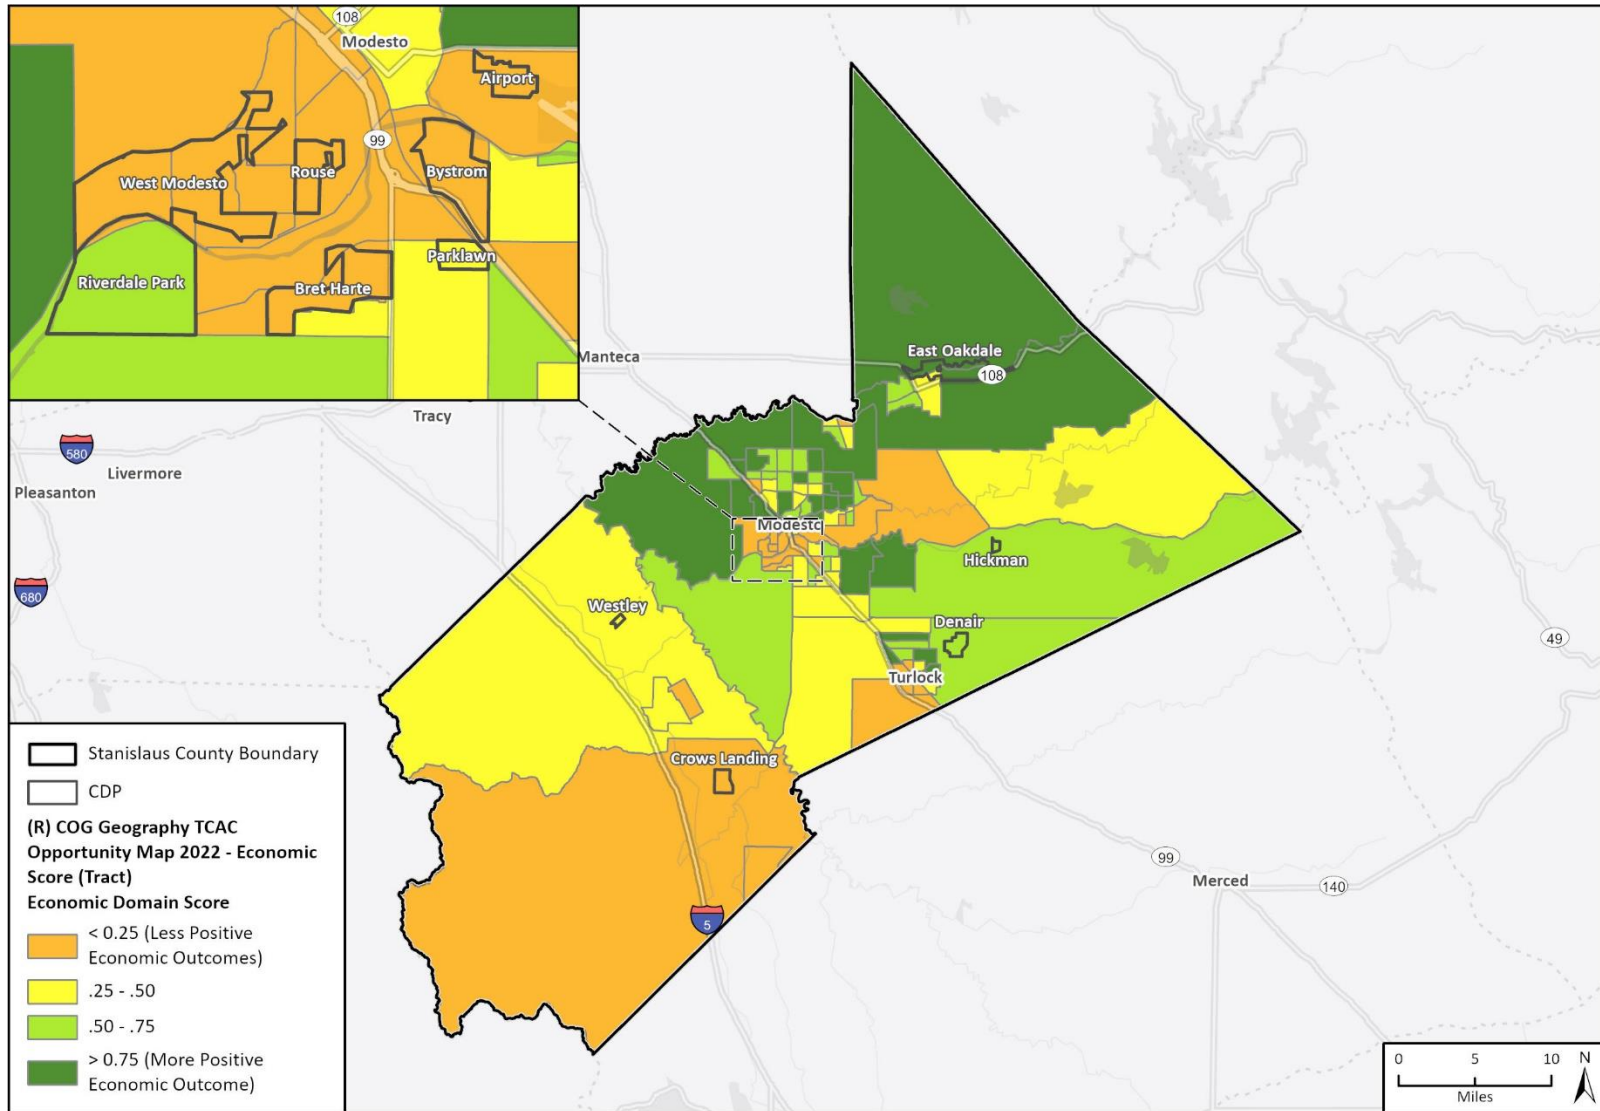 108
Modesto
Airport
99
West Modesto
Rouse
Bystrom
Parklawn
Riverdale Park
Bret Harte
Manteca
Tracy
580
Livermore
Pleasanton
680
East Oakdale
108
Modesto
Hickman
Westley
Denair
Turlock
49
Crows Landing
99
Merced
140
5
Stanislaus County Boundary
CDP
(R) COG Geography TCAC
Opportunity Map 2022 - Economic
Score (Tract)
Economic Domain Score
< 0.25 (Less Positive
Economic Outcomes)
.25 - .50
.50 - .75
> 0.75 (More Positive
Economic Outcome)
0 5 10
Miles
N